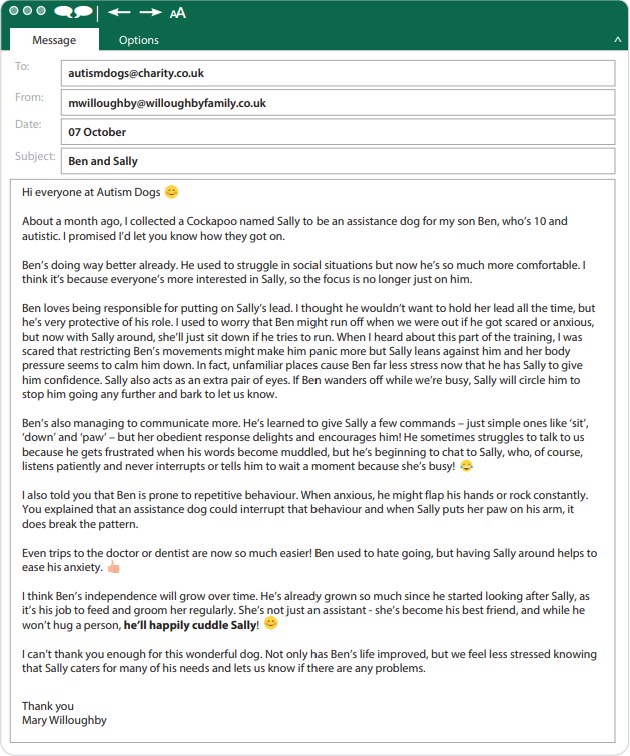 AA
Message
Options
To:
autismdogs@charity.co.uk
From:
mwilloughby@willoughbyfamily.co.uk
Date:
07 October
Subject:
Ben and Sally
Hi everyone at Autism Dogs 😊
About a month ago, I collected a Cockapoo named Sally to be an assistance dog for my son Ben, who's 10 and
autistic. I promised I'd let you know how they got on.
Ben's doing way better already. He used to struggle in social situations but now he's so much more comfortable. I
think it's because everyone's more interested in Sally, so the focus is no longer just on him.
Ben loves being responsible for putting on Sally's lead. I thought he wouldn't want to hold her lead all the time, but
he's very protective of his role. I used to worry that Ben might run off when we were out if he got scared or anxious,
but now with Sally around, she'll just sit down if he tries to run. When I heard about this part of the training, I was
scared that restricting Ben's movements might make him panic more but Sally leans against him and her body
pressure seems to calm him down. In fact, unfamiliar places cause Ben far less stress now that he has Sally to give
him confidence. Sally also acts as an extra pair of eyes. If Ben wanders off while we're busy, Sally will circle him to
stop him going any further and bark to let us know.
Ben's also managing to communicate more. He's learned to give Sally a few commands – just simple ones like 'sit',
'down' and 'paw' – but her obedient response delights and encourages him! He sometimes struggles to talk to us
because he gets frustrated when his words become muddled, but he's beginning to chat to Sally, who, of course,
listens patiently and never interrupts or tells him to wait a moment because she's busy! 😂
I also told you that Ben is prone to repetitive behaviour. When anxious, he might flap his hands or rock constantly.
You explained that an assistance dog could interrupt that behaviour and when Sally puts her paw on his arm, it
does break the pattern.
Even trips to the doctor or dentist are now so much easier! Ben used to hate going, but having Sally around helps to
ease his anxiety. 👍
I think Ben's independence will grow over time. He's already grown so much since he started looking after Sally, as
it's his job to feed and groom her regularly. She's not just an assistant - she's become his best friend, and while he
won't hug a person, he'll happily cuddle Sally! 😊
I can't thank you enough for this wonderful dog. Not only has Ben's life improved, but we feel less stressed knowing
that Sally caters for many of his needs and lets us know if there are any problems.
Thank you
Mary Willoughby